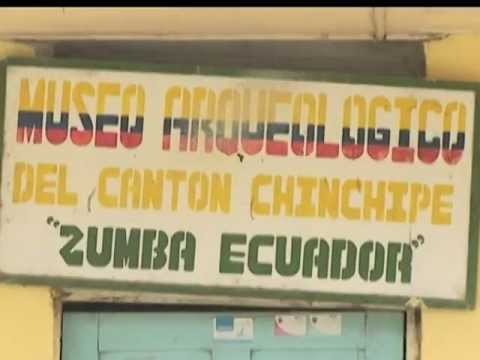 MUSEO ARQUEOLOGICO
DEL CANTON CHINCHIPE
"ZUMBA ECUADOR"